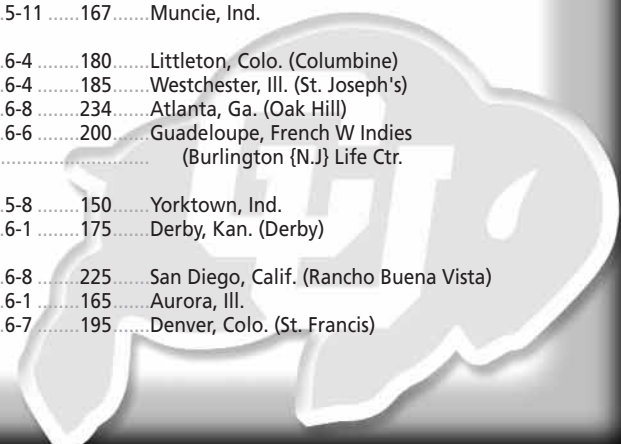 5-11 ......167.......Muncie, Ind.
6-4 ........180.......Littleton, Colo. (Columbine)
6-4 ........185.......Westchester, Ill. (St. Joseph's)
6-8 ........234.......Atlanta, Ga. (Oak Hill)
6-6 ........200.......Guadeloupe, French W Indies
............................... (Burlington {N.J} Life Ctr.
5-8 ........150.......Yorktown, Ind.
6-1 ........175.......Derby, Kan. (Derby)
6-8 ........225.......San Diego, Calif. (Rancho Buena Vista)
6-1 ........165.......Aurora, Ill.
6-7 ........195.......Denver, Colo. (St. Francis)
CU